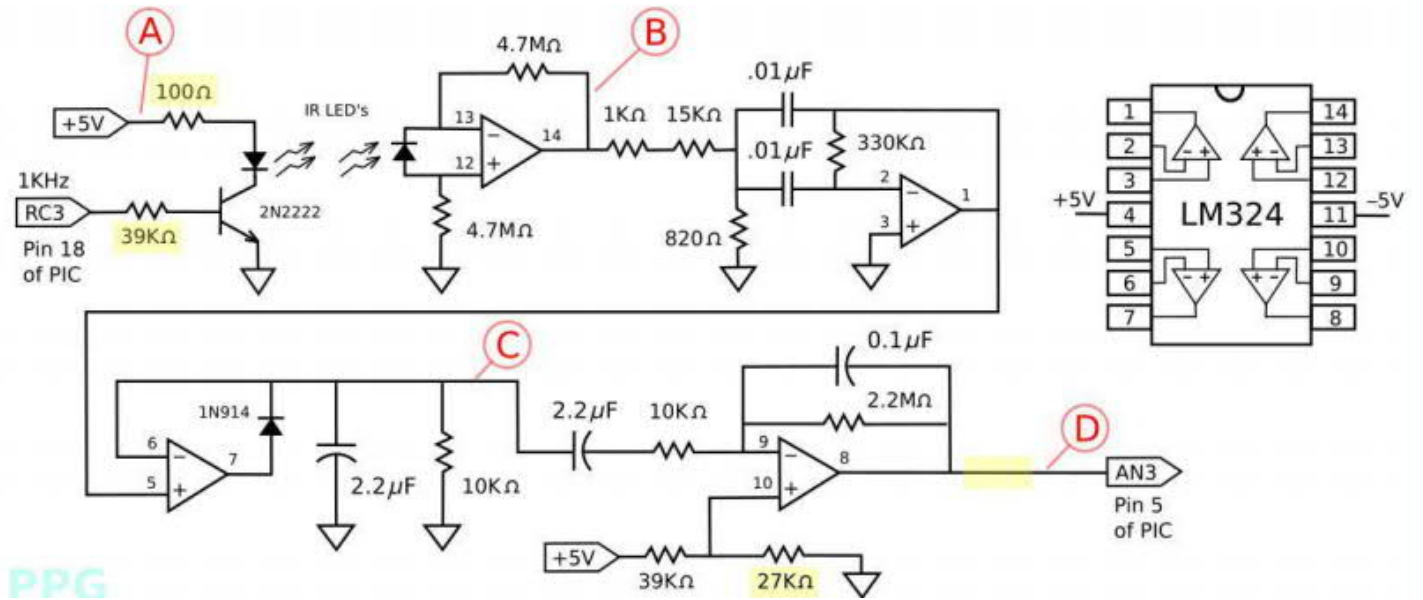 A
B
4.7MΩ
.01µF
100Ω
IR LED's
+5V
13
14
12
1KΩ
15KΩ
.01µF
330KΩ
1KHz
RC3
39KΩ
2N2222
Pin 18
of PIC
4.7MΩ
820Ω
2
1
3
1
2
3
4
5
6
7
14
13
12
11
10
9
8
+5V
LM324
–5V
C
0.1µF
1N914
2.2µF
10KΩ
2.2MΩ
D
6
7
5
2.2µF
10KΩ
9
8
10
AN3
Pin 5
of PIC
+5V
39KΩ
27KΩ
PPG